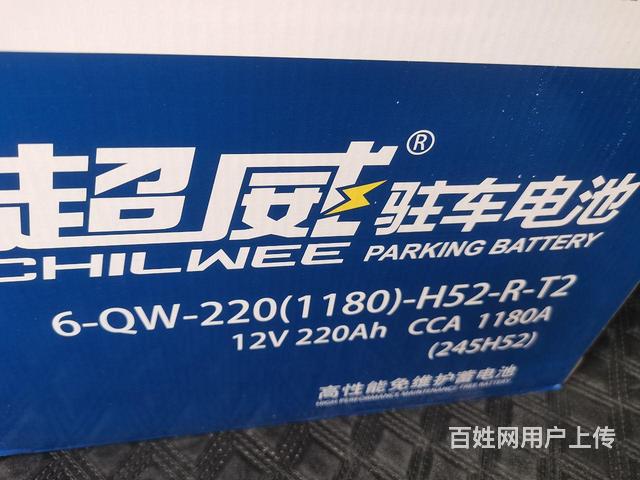 超威® 驻车电池
CHILWEE PARKING BATTERY
6-QW-220(1180)-H52-R-T2
12V 220Ah CCA 1180A
(245H52)
高性能免维护蓄电池
HIGH PERFORMANCE MAINTENANCE FREE BATTERY
百姓网用户上传